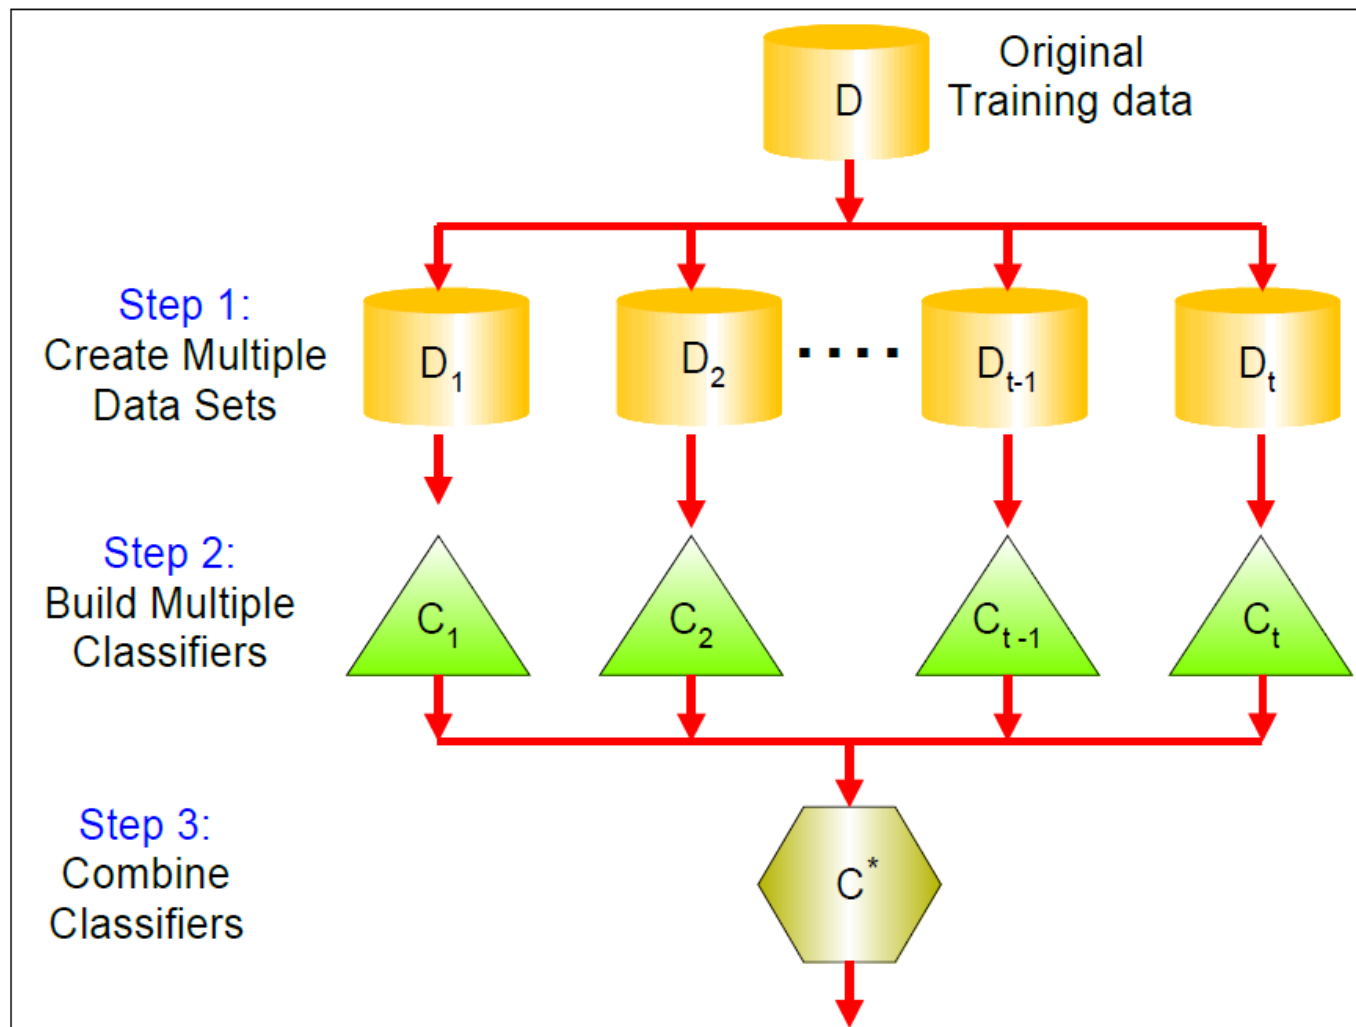 D
Original
Training data
Step 1:
Create Multiple
Data Sets
D1
D2
....
Dt-1
Dt
Step 2:
Build Multiple
Classifiers
C1
C2
Ct -1
Ct
Step 3:
Combine
Classifiers
C*